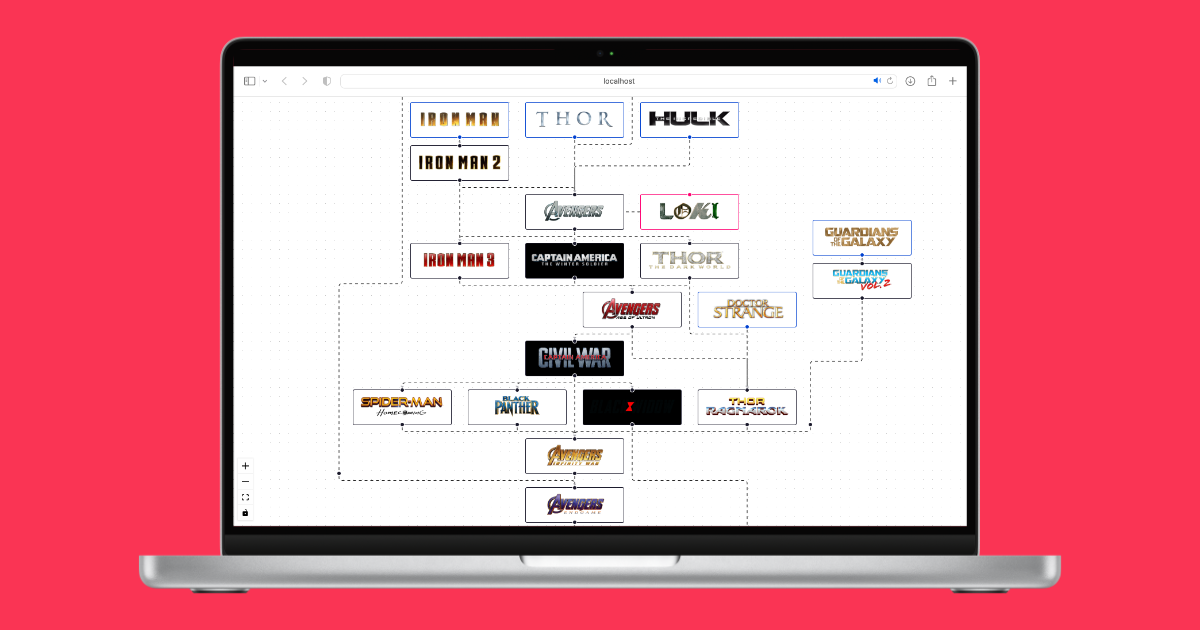 localhost
IRON MAN
THOR
HULK
IRON MAN 2
AVENGERS
LOKI
GUARDIANS
OF THE
GALAXY
IRON MAN 3
CAPTAIN AMERICA
THE WINTER SOLDIER
THOR
THE DARK WORLD
GUARDIANS
OF THE
GALAXY
VOL. 2
AVENGERS
AGE OF ULTRON
DOCTOR
STRANGE
CIVIL WAR
SPIDER-MAN
HOMECOMING
BLACK
PANTHER
THOR
RAGNAROK
AVENGERS
INFINITY WAR
AVENGERS
ENDGAME